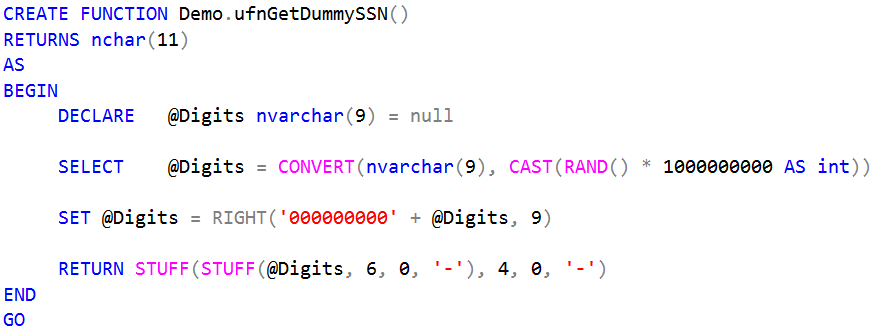 CREATE FUNCTION Demo.ufnGetDummySSN()
RETURNS nchar(11)
AS
BEGIN
DECLARE @Digits nvarchar(9) = null
SELECT @Digits = CONVERT(nvarchar(9), CAST(RAND() * 1000000000 AS int))
SET @Digits = RIGHT('000000000' + @Digits, 9)
RETURN STUFF(STUFF(@Digits, 6, 0, '-'), 4, 0, '-')
END
GO